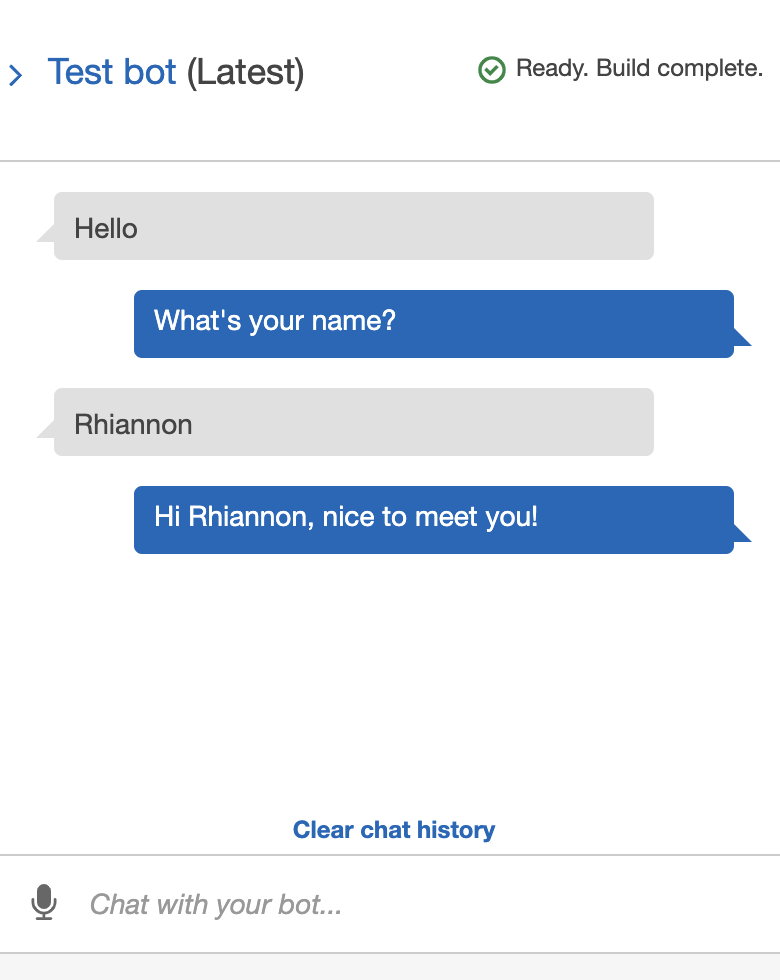 Test bot (Latest)
Ready. Build complete.
Hello
What's your name?
Rhiannon
Hi Rhiannon, nice to meet you!
Clear chat history
Chat with your bot...